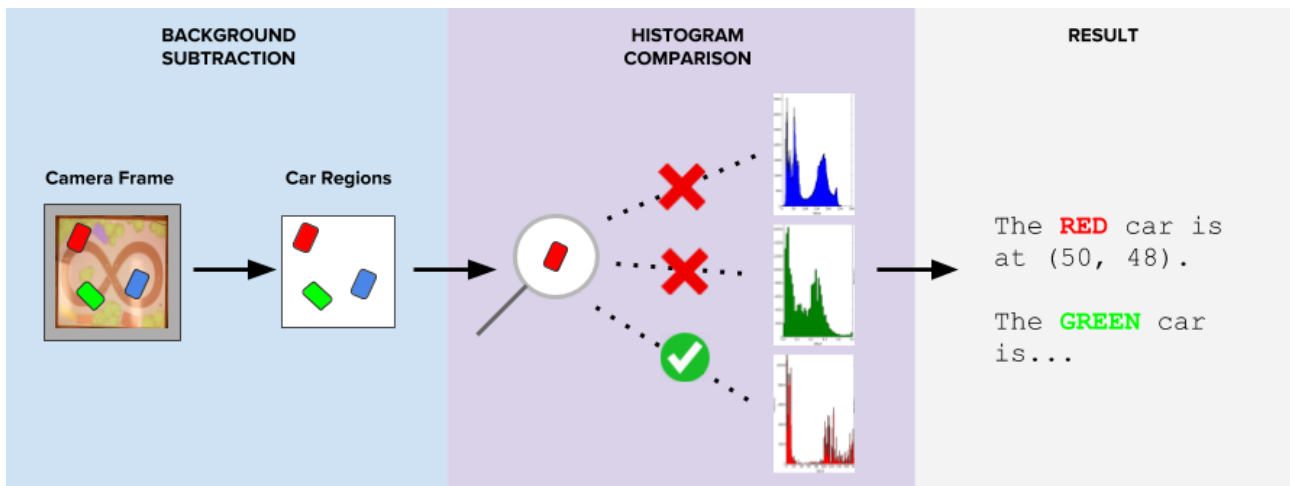 BACKGROUND
SUBTRACTION
HISTOGRAM
COMPARISON
RESULT
Camera Frame
Car Regions
The RED car is
at (50, 48).
The GREEN car
is...